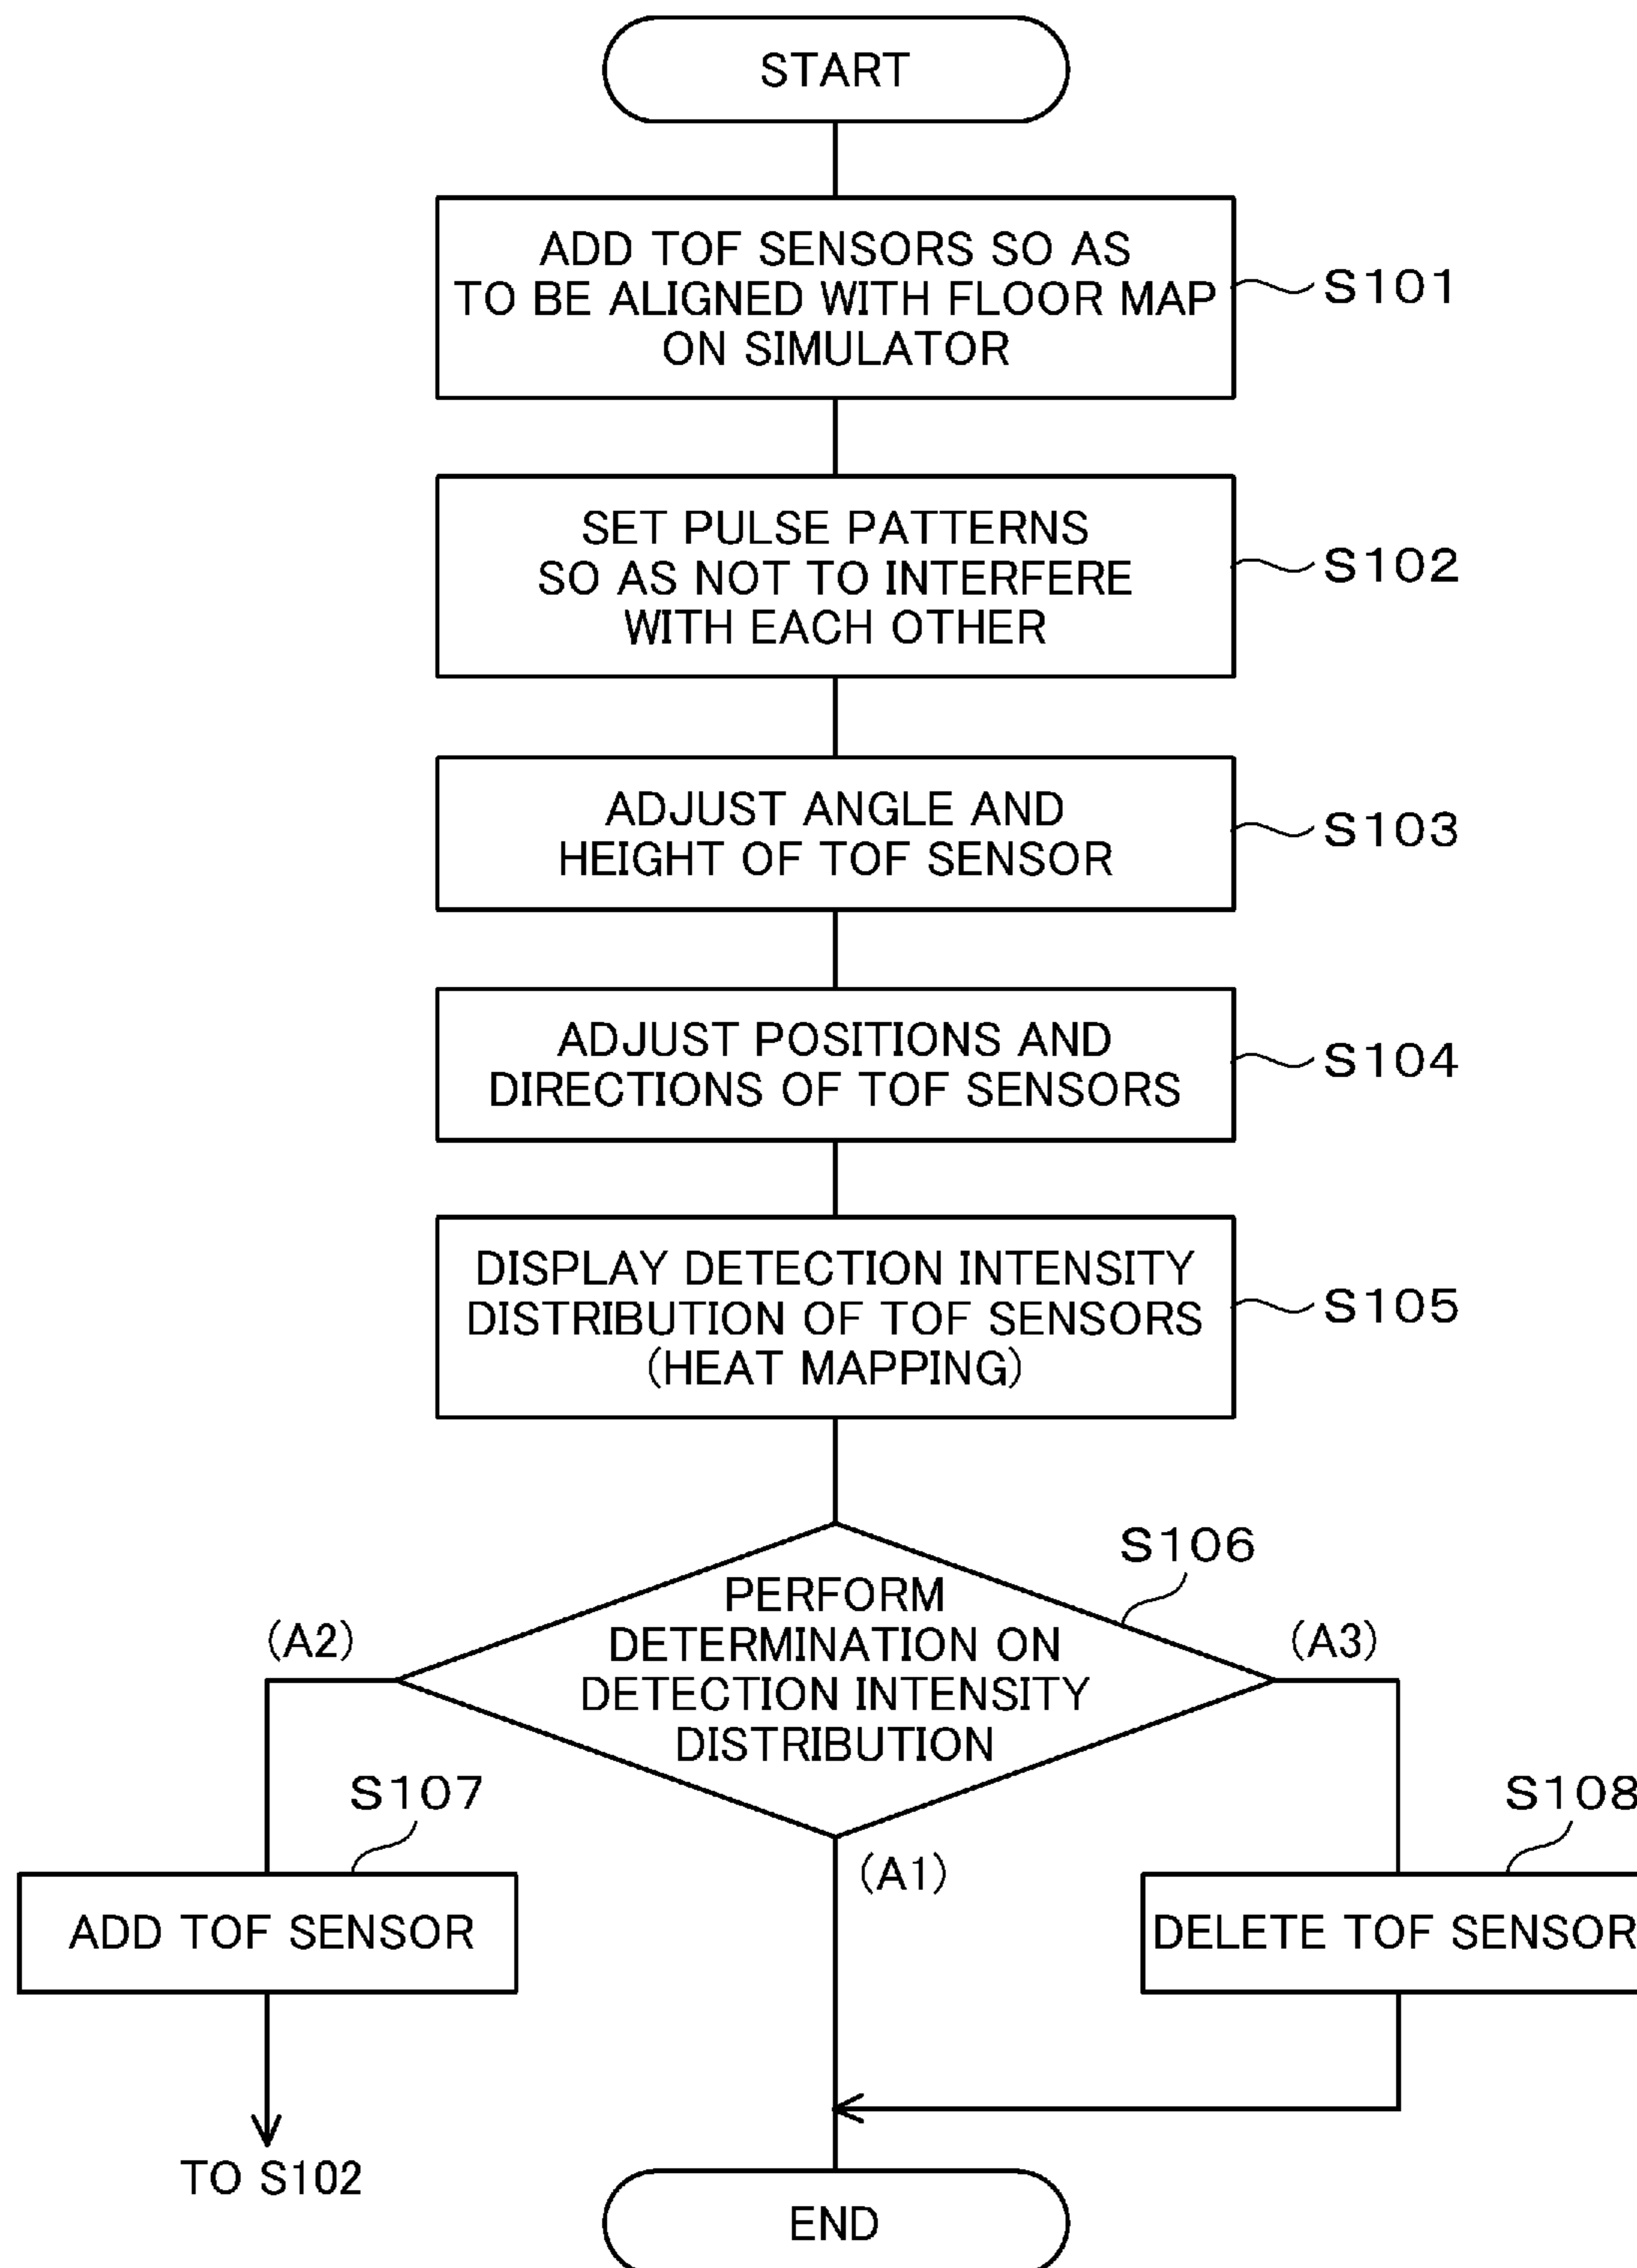 START
ADD TOF SENSORS SO AS
TO BE ALIGNED WITH FLOOR MAP
ON SIMULATOR
S101
SET PULSE PATTERNS
SO AS NOT TO INTERFERE
WITH EACH OTHER
S102
ADJUST ANGLE AND
HEIGHT OF TOF SENSOR
S103
ADJUST POSITIONS AND
DIRECTIONS OF TOF SENSORS
S104
DISPLAY DETECTION INTENSITY
DISTRIBUTION OF TOF SENSORS
(HEAT MAPPING)
S105
S106
PERFORM
DETERMINATION ON
DETECTION INTENSITY
DISTRIBUTION
(A2)
(A3)
(A1)
S107
S108
ADD TOF SENSOR
DELETE TOF SENSOR
TO S102
END